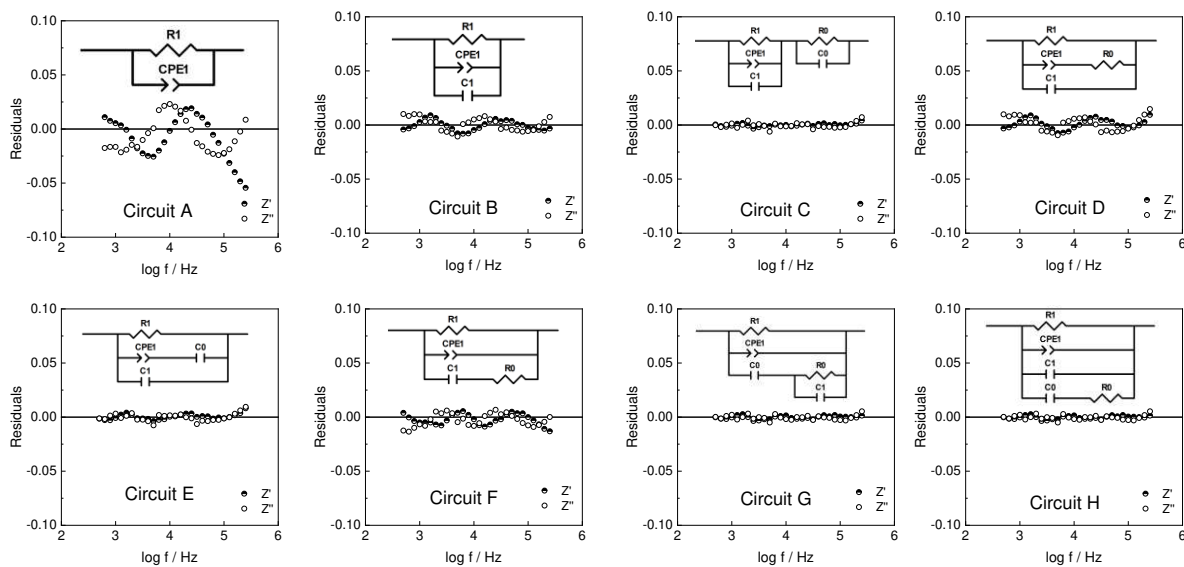 R1
CPE1
0.10
0.05
0.00
-0.05
-0.10
Residuals
Circuit A
Z'
Z"
2 3 4 5 6
log f / Hz
R1
CPE1
C1
0.10
0.05
0.00
-0.05
-0.10
Residuals
Circuit B
Z'
Z"
2 3 4 5 6
log f / Hz
R1 R0
CPE1 C0
C1
0.10
0.05
0.00
-0.05
-0.10
Residuals
Circuit C
Z'
Z"
2 3 4 5 6
log f / Hz
R1
CPE1 R0
C1
0.10
0.05
0.00
-0.05
-0.10
Residuals
Circuit D
Z'
Z"
2 3 4 5 6
log f / Hz
R1
CPE1 C0
C1
0.10
0.05
0.00
-0.05
-0.10
Residuals
Circuit E
Z'
Z"
2 3 4 5 6
log f / Hz
R1
CPE1
C1 R0
0.10
0.05
0.00
-0.05
-0.10
Residuals
Circuit F
Z'
Z"
2 3 4 5 6
log f / Hz
R1
CPE1
C0 R0
C1
0.10
0.05
0.00
-0.05
-0.10
Residuals
Circuit G
Z'
Z"
2 3 4 5 6
log f / Hz
R1
CPE1
C1
C0 R0
0.10
0.05
0.00
-0.05
-0.10
Residuals
Circuit H
Z'
Z"
2 3 4 5 6
log f / Hz